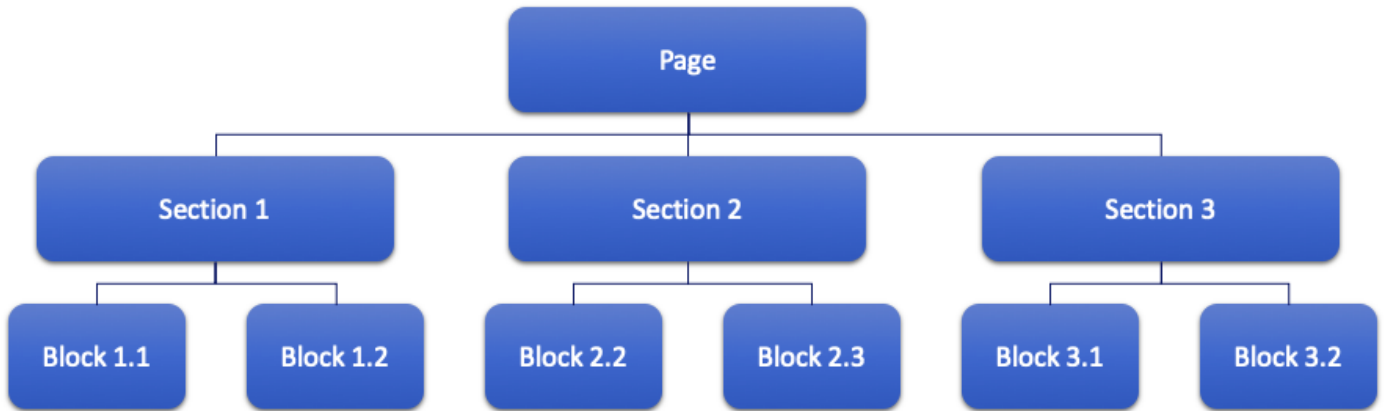 Page
Section 1
Section 2
Section 3
Block 1.1
Block 1.2
Block 2.2
Block 2.3
Block 3.1
Block 3.2